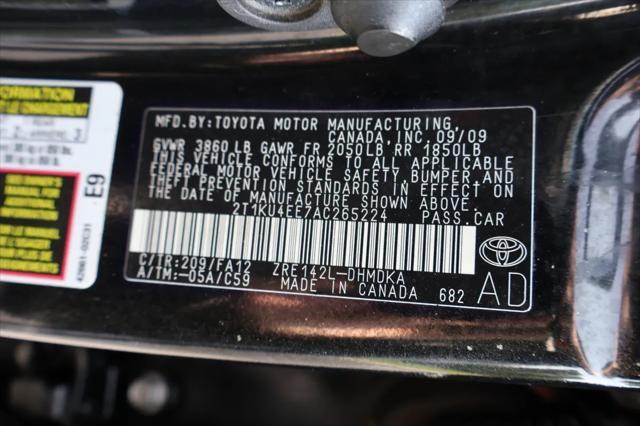 FORMATION
E9
42661-02C31
MFD.BY:TOYOTA MOTOR MANUFACTURING,
CANADA, INC. 09/09
GVWR 3860 LB GAWR FR 2050LB RR 1850LB
THIS VEHICLE CONFORMS TO ALL APPLICABLE
FEDERAL MOTOR VEHICLE SAFETY, BUMPER, AND
THEFT PREVENTION STANDARDS IN EFFECT ON
THE DATE OF MANUFACTURE SHOWN ABOVE.
2T1KU4EE7AC265224 PASS.CAR
C/TR:209/FA12 ZRE142L-DHMDKA
A/TM:-05A/C59 MADE IN CANADA 682
AD